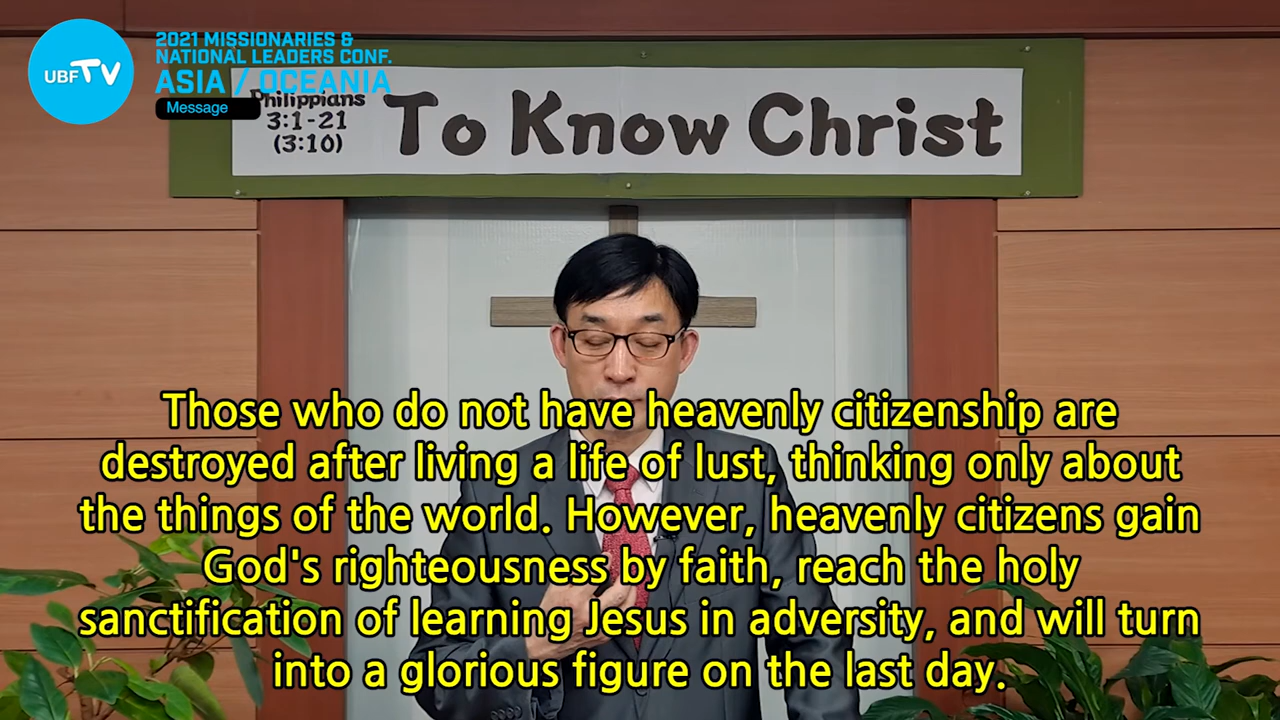 UBFTV
2021 MISSIONARIES &
NATIONAL LEADERS CONF.
ASIA / OCEANIA
Message
Philippians
3:1-21
(3:10)
To Know Christ
Those who do not have heavenly citizenship are
destroyed after living a life of lust, thinking only about
the things of the world. However, heavenly citizens gain
God's righteousness by faith, reach the holy
sanctification of learning Jesus in adversity, and will turn
into a glorious figure on the last day.